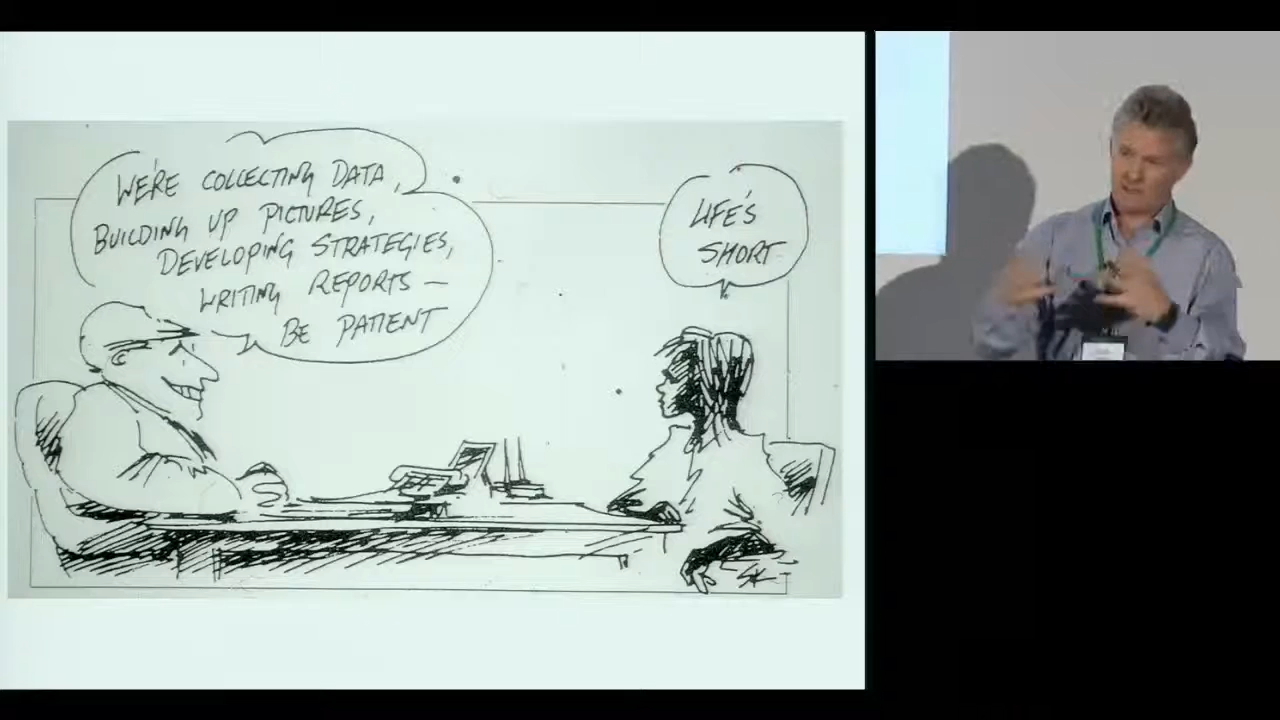 WE'RE COLLECTING DATA,
BUILDING UP PICTURES,
DEVELOPING STRATEGIES,
WRITING REPORTS —
BE PATIENT
LIFE'S
SHORT